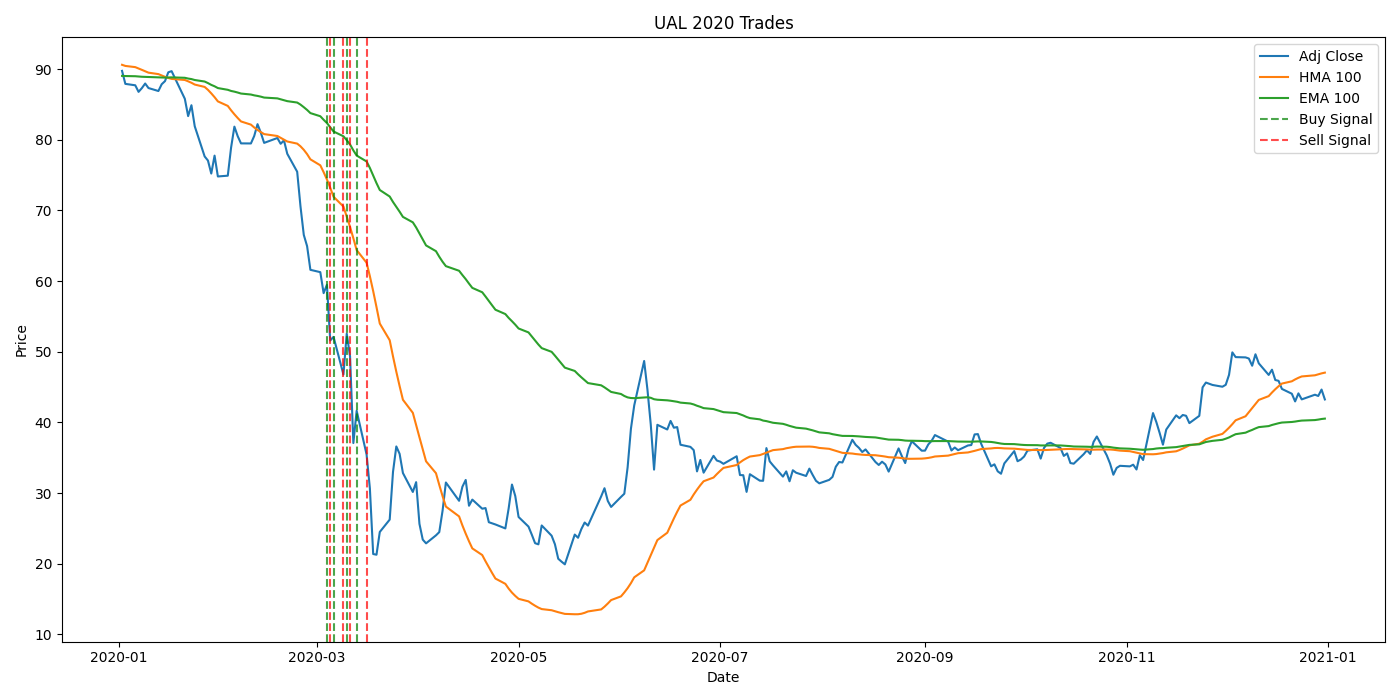 UAL 2020 Trades
Adj Close
HMA 100
EMA 100
Buy Signal
Sell Signal
Price
90
80
70
60
50
40
30
20
10
2020-01
2020-03
2020-05
2020-07
2020-09
2020-11
2021-01
Date